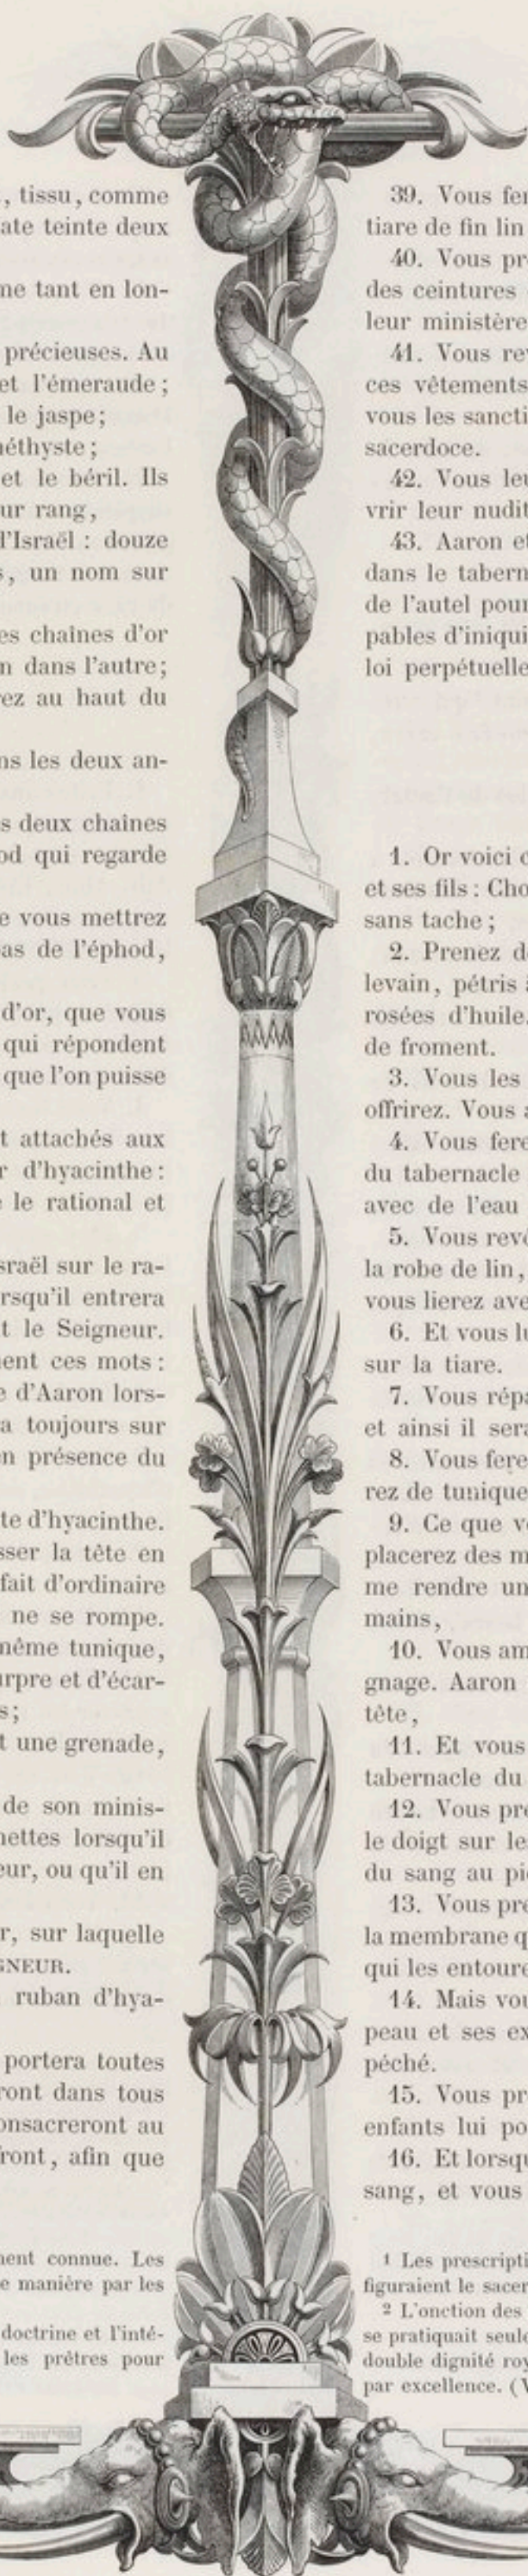 , tissu, comme
ate teinte deux
ne tant en lon-
précieuses. Au
et l'émeraude;
le jaspe;
néthyste;
et le béril. Ils
ur rang,
d'Israël : douze
s, un nom sur
es chaînes d'or
n dans l'autre;
ez au haut du
ns les deux an-
s deux chaînes
od qui regarde
e vous mettrez
as de l'éphod,
d'or, que vous
qui répondent
que l'on puisse
t attachés aux
r d'hyacinthe :
e le rational et
sraël sur le ra-
rsqu'il entrera
t le Seigneur.
ment ces mots :
e d'Aaron lors-
a toujours sur
en présence du
te d'hyacinthe.
sser la tête en
fait d'ordinaire
ne se rompe.
même tunique,
urpre et d'écar-
s;
t une grenade,
de son minis-
nettes lorsqu'il
eur, ou qu'il en
r, sur laquelle
GNEUR.
ruban d'hya-
portera toutes
ront dans tous
onsacreront au
front, afin que
ment connue. Les
e manière par les
doctrine et l'inté-
les prêtres pour
39. Vous fer
tiare de fin lin
40. Vous pr
des ceintures
leur ministère
41. Vous rev
ces vêtements
vous les sancti
sacerdoce.
42. Vous leu
vrir leur nudit
43. Aaron et
dans le tabern
de l'autel pour
pables d'iniqui
loi perpétuelle
1. Or voici c
et ses fils : Cho
sans tache ;
2. Prenez de
levain, pétris à
rosées d'huile.
de froment.
3. Vous les
offrirez. Vous a
4. Vous fere
du tabernacle
avec de l'eau
5. Vous revê
la robe de lin,
vous lierez ave
6. Et vous lu
sur la tiare.
7. Vous répa
et ainsi il sera
8. Vous fere
rez de tunique
9. Ce que vo
placerez des m
me rendre un
mains,
10. Vous am
gnage. Aaron
tête,
11. Et vous
tabernacle du
12. Vous pre
le doigt sur le
du sang au pi
13. Vous pre
la membrane q
qui les entoure
14. Mais vou
peau et ses ex
péché.
15. Vous pr
enfants lui po
16. Et lorsqu
sang, et vous
1 Les prescripti
figuraient le sacer
2 L'onction des
se pratiquait seule
double dignité roy
par excellence. (V